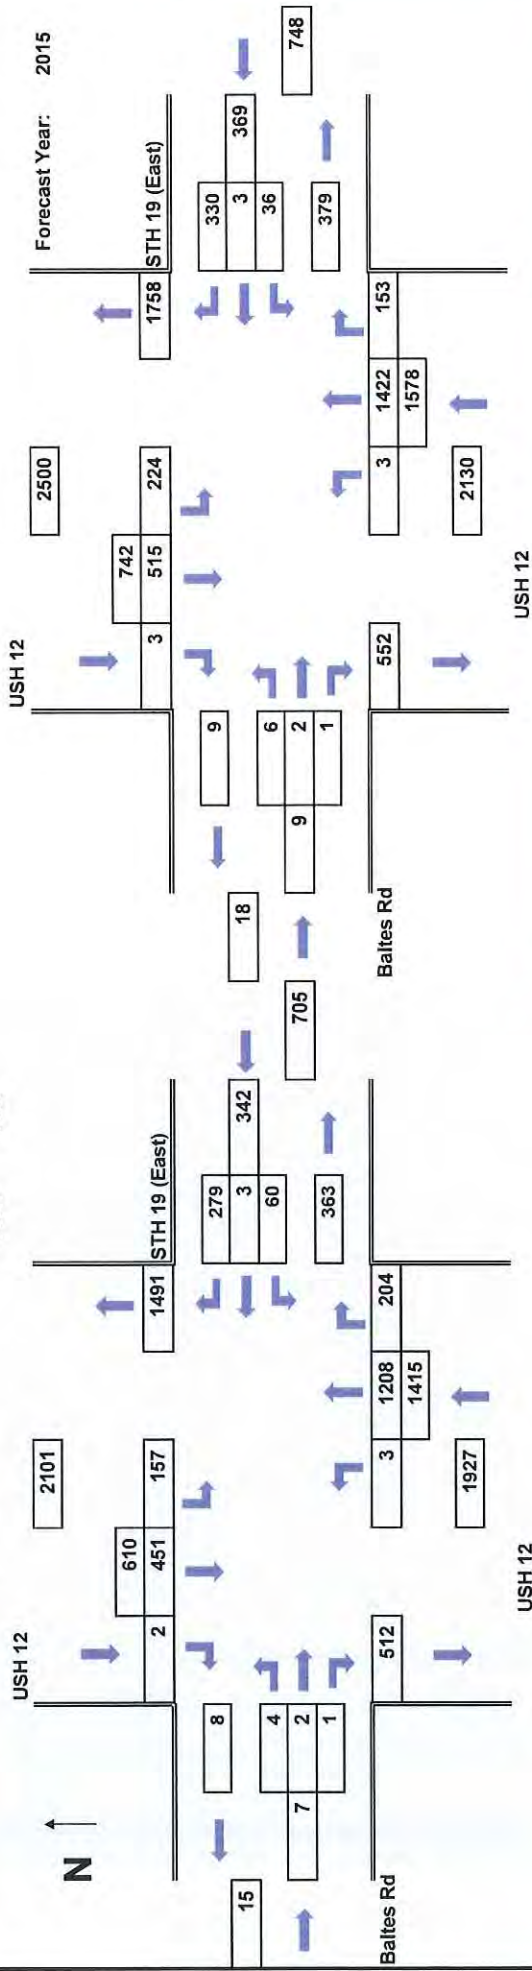 Forecast Year: 2015
USH 12
2101
N
610
2 451 157 1491 STH 19 (East)
8 279
15 3 342
4 60
7 2 705
1 363
Baltes Rd 512 3 1208 204
1415
1927
USH 12
USH 12
2500
742
3 515 224 1758 STH 19 (East)
9 330
18 3 369
6 36
9 2 748
1 379
Baltes Rd 552 3 1422 153
1578
2130
USH 12